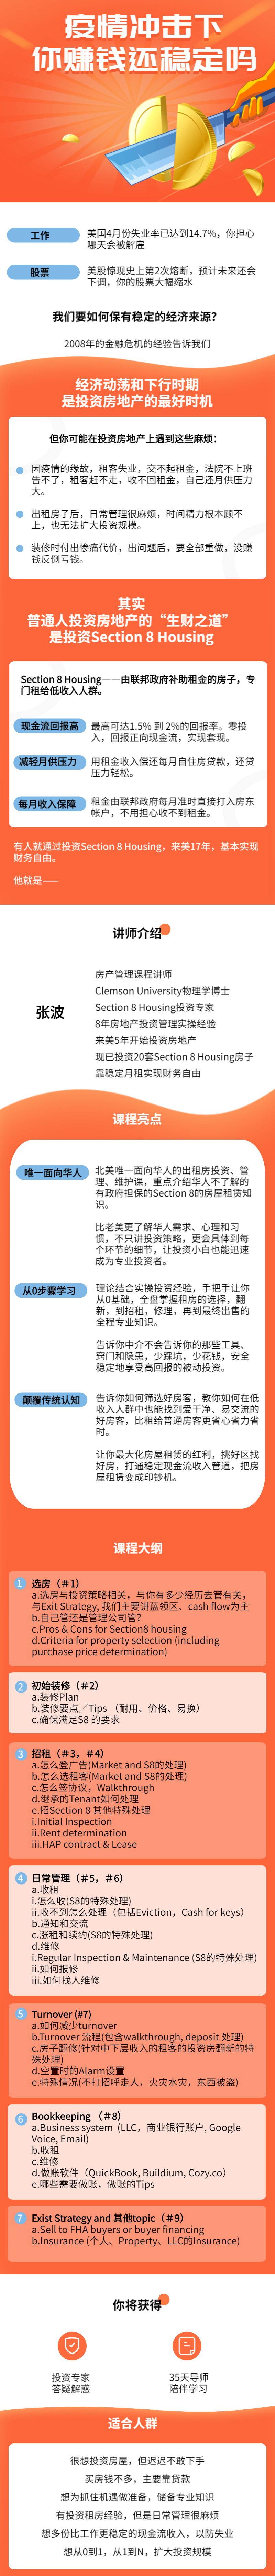 疫情冲击下
你赚钱还稳定吗
工作
美国4月份失业率已达到14.7%，你担心
哪天会被解雇
股票
美股惊现史上第2次熔断，预计未来还会
下调，你的股票大幅缩水
我们要如何保有稳定的经济来源?
2008年的金融危机的经验告诉我们
经济动荡和下行时期
是投资房地产的最好时机
但你可能在投资房地产上遇到这些麻烦：
因疫情的缘故，租客失业，交不起租金，法院不上班
告不了，租客赶不走，收不回租金，自己还月供压力
大。
出租房子后，日常管理很麻烦，时间精力根本顾不
上，也无法扩大投资规模。
装修时付出惨痛代价，出问题后，要全部重做，没赚
钱反倒亏钱。
其实
普通人投资房地产的“生财之道”
是投资Section 8 Housing
Section 8 Housing——由联邦政府补助租金的房子，专
门租给低收入人群。
现金流回报高
最高可达1.5% 到 2%的回报率。零投
入，回报正向现金流，实现套现。
减轻月供压力
用租金收入偿还每月自住房贷款，还贷
压力轻松。
每月收入保障
租金由联邦政府每月准时直接打入房东
帐户，不用担心收不到租金。
有人就通过投资Section 8 Housing，来美17年，基本实现
财务自由。
他就是——
讲师介绍
张波
房产管理课程讲师
Clemson University物理学博士
Section 8 Housing投资专家
8年房地产投资管理实操经验
来美5年开始投资房地产
现已投资20套Section 8 Housing房子
靠稳定月租实现财务自由
课程亮点
唯一面向华人
北美唯一面向华人的出租房投资、管
理、维护课，重点介绍华人不了解的
有政府担保的Section 8的房屋租赁知
识。
比老美更了解华人需求、心理和习
惯，不只讲投资策略，更会具体到每
个环节的细节，让投资小白也能迅速
成为专业投资者。
从0步骤学习
理论结合实操投资经验，手把手让你
从0基础，全盘掌握租房的选择，翻
新，到招租，修理，再到最终出售的
全程专业知识。
告诉你中介不会告诉你的那些工具、
窍门和隐患，少踩坑，少花钱，安全
稳定地享受高回报的被动投资。
颠覆传统认知
告诉你如何筛选好房客，教你如何在低
收入人群中也能找到爱干净、易交流的
好房客，比租给普通房客更省心省力省
时。
让你最大化房屋租赁的红利，挑好区找
好房，打通稳定现金流收入管道，把房
屋租赁变成印钞机。
课程大纲
1 选房（＃1）
a.选房与投资策略相关，与你有多少经历去管有关，
与Exit Strategy, 我们主要讲蓝领区、cash flow为主
b.自己管还是管理公司管？
c.Pros & Cons for Section8 housing
d.Criteria for property selection (including
purchase price determination)
2 初始装修（＃2）
a.装修Plan
b.装修要点／Tips （耐用、价格、易换）
c.确保满足S8 的要求
3 招租（＃3，＃4）
a.怎么登广告(Market and S8的处理)
b.怎么选租客(Market and S8的处理)
c.怎么签协议，Walkthrough
d.继承的Tenant如何处理
e.招Section 8 其他特殊处理
i.Initial Inspection
ii.Rent determination
iii.HAP contract & Lease
4 日常管理（＃5，＃6）
a.收租
i.怎么收(S8的特殊处理)
ii.收不到怎么处理（包括Eviction，Cash for keys）
b.通知和交流
c.涨租和续约(S8的特殊处理)
d.维修
i.Regular Inspection & Maintenance (S8的特殊处理)
ii.如何报修
iii.如何找人维修
5 Turnover (#7)
a.如何减少turnover
b.Turnover 流程(包含walkthrough, deposit 处理)
c.房子翻修(针对中下层收入的租客的投资房翻新的特
殊处理)
d.空置时的Alarm设置
e.特殊情况(不打招呼走人，火灾水灾，东西被盗)
6 Bookkeeping （＃8）
a.Business system (LLC，商业银行账户, Google
Voice, Email)
b.收租
c.维修
d.做账软件（QuickBook, Buildium, Cozy.co）
e.哪些需要做账，做账的Tips
7 Exist Strategy and 其他topic（＃9）
a.Sell to FHA buyers or buyer financing
b.Insurance (个人、Property、LLC的Insurance)
你将获得
投资专家
答疑解惑
35天导师
陪伴学习
适合人群
很想投资房屋，但迟迟不敢下手
买房钱不多，主要靠贷款
想为抓住机遇做准备，储备专业知识
有投资租房经验，但是日常管理很麻烦
想多份比工作更稳定的现金流收入，以防失业
想从0到1，从1到N，扩大投资规模